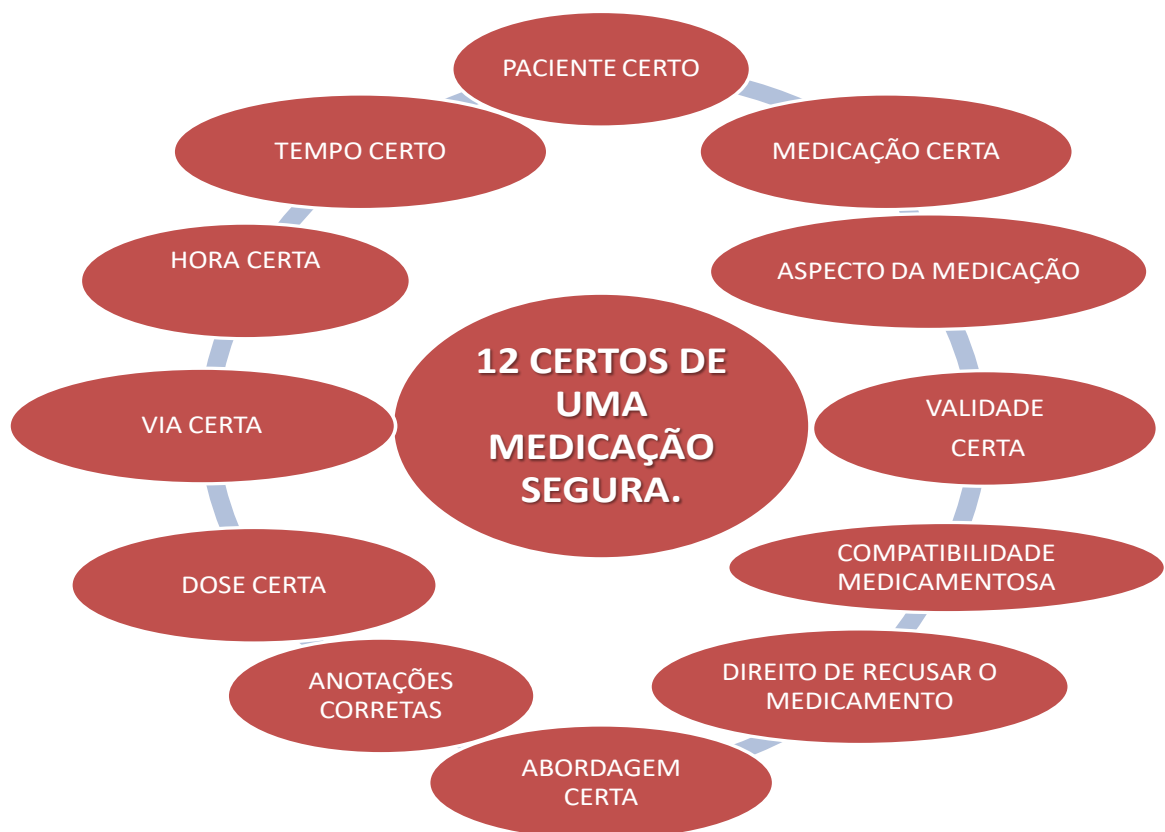 PACIENTE CERTO
MEDICAÇÃO CERTA
ASPECTO DA MEDICAÇÃO
VALIDADE
CERTA
COMPATIBILIDADE
MEDICAMENTOSA
DIREITO DE RECUSAR O
MEDICAMENTO
ABORDAGEM
CERTA
ANOTAÇÕES
CORRETAS
DOSE CERTA
VIA CERTA
HORA CERTA
TEMPO CERTO
12 CERTOS DE
UMA
MEDICAÇÃO
SEGURA.